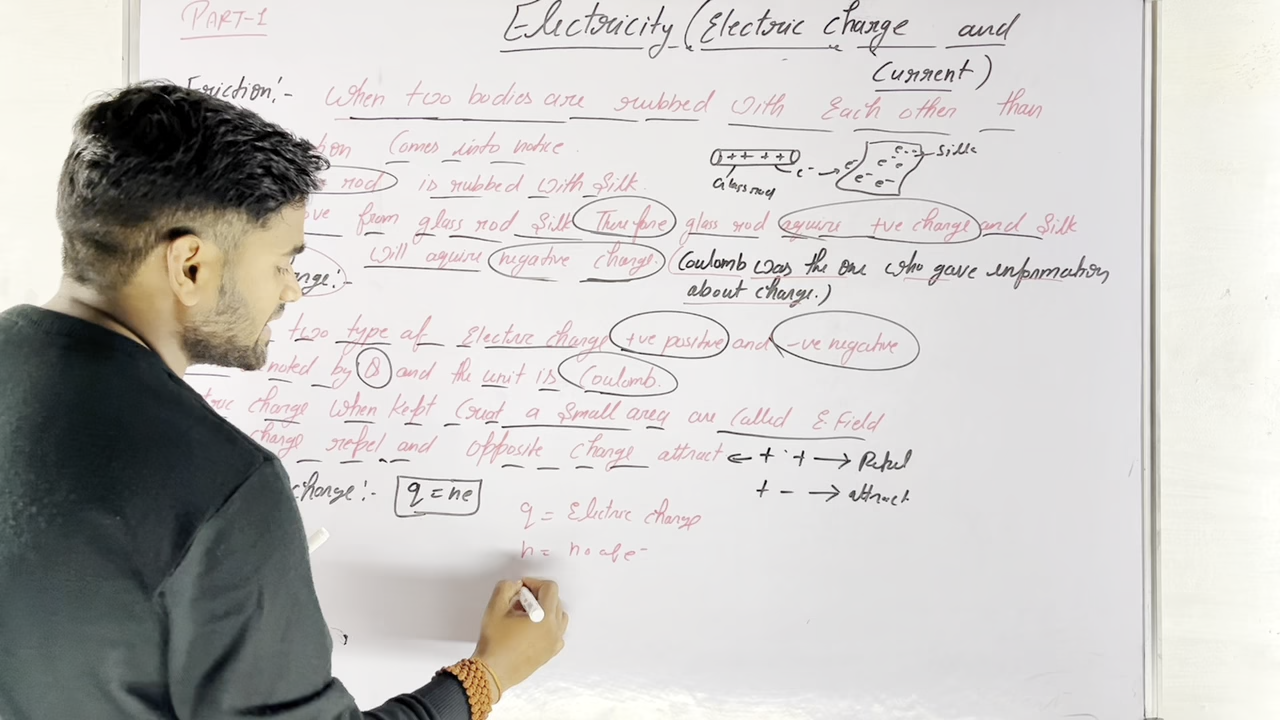 PART-1
Electricity (Electric charge and
Current)
Friction:- When two bodies are rubbed with Each other than
Comes into notice.
rod is rubbed with Silk.
++++
e-
e-
e-
e-
e-
e-
Silk
Glass rod
from glass rod Silk Therefore glass rod aquire +ve charge and Silk
will aquire negative charge. (Coulomb was the one who gave information
about charge.)
two type of Electric charge +ve positive and -ve negative
noted by Q and the unit is Coulomb.
charge when kept a small area are called E. Field
charge repel and opposite charge attract ← + + → Repel
+ - → attract
charge:- q = ne
q = Electric charge
n = no of e-